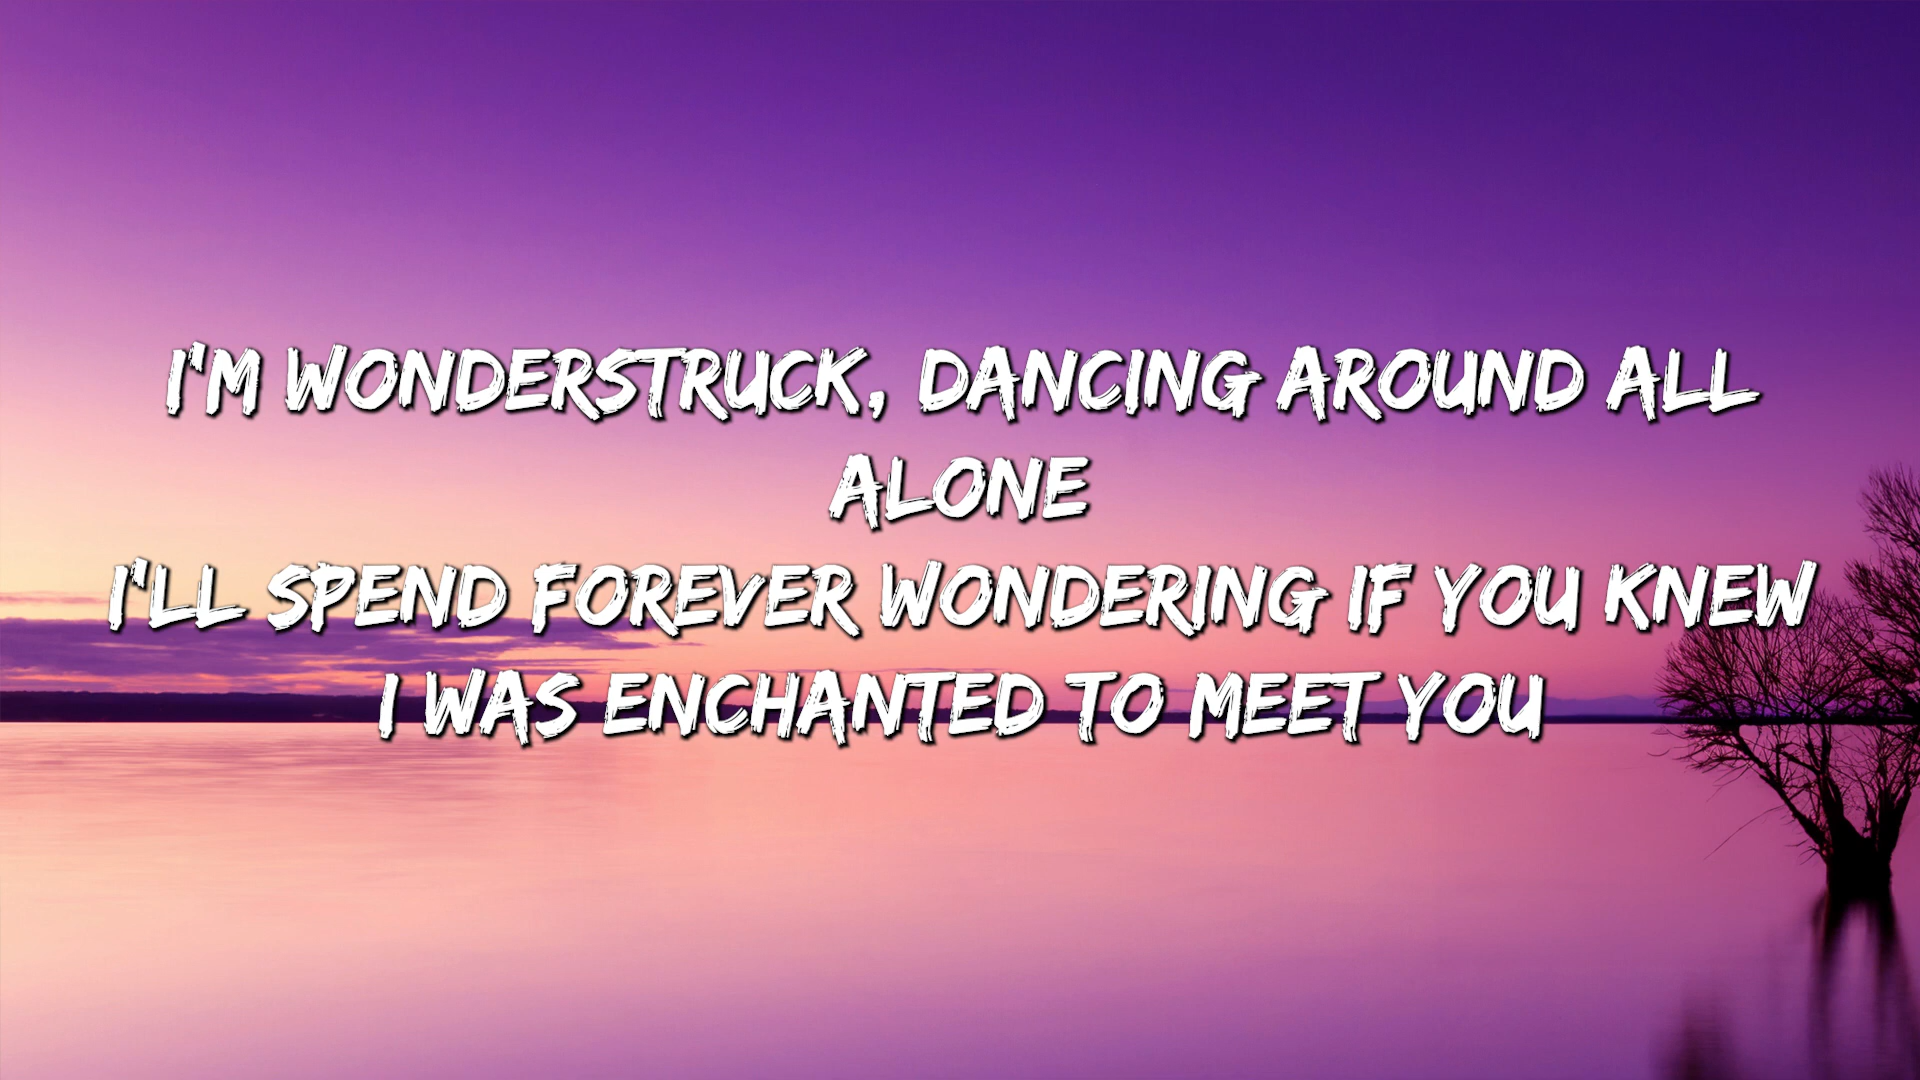 I'M WONDERSTRUCK, DANCING AROUND ALL
ALONE
I'LL SPEND FOREVER WONDERING IF YOU KNEW
I WAS ENCHANTED TO MEET YOU